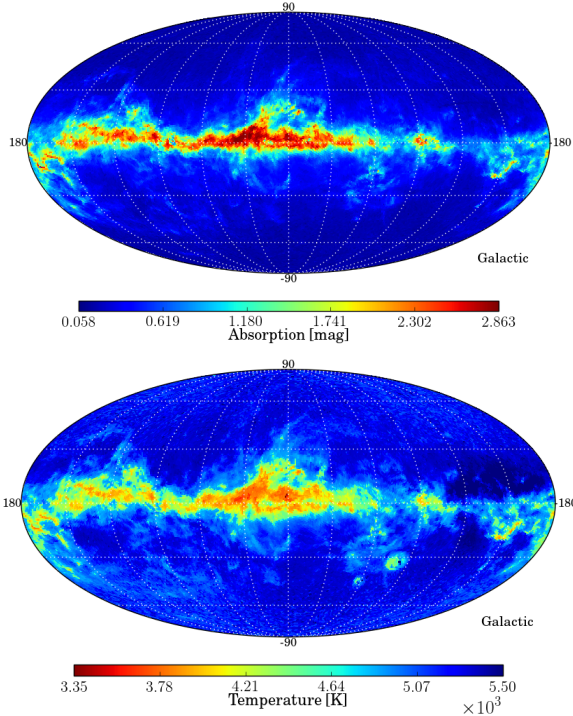 90
180
-180
-90
Galactic
0.058 0.619 1.180 1.741 2.302 2.863
Absorption [mag]
90
180
-180
-90
Galactic
3.35 3.78 4.21 4.64 5.07 5.50
Temperature [K]
×10³